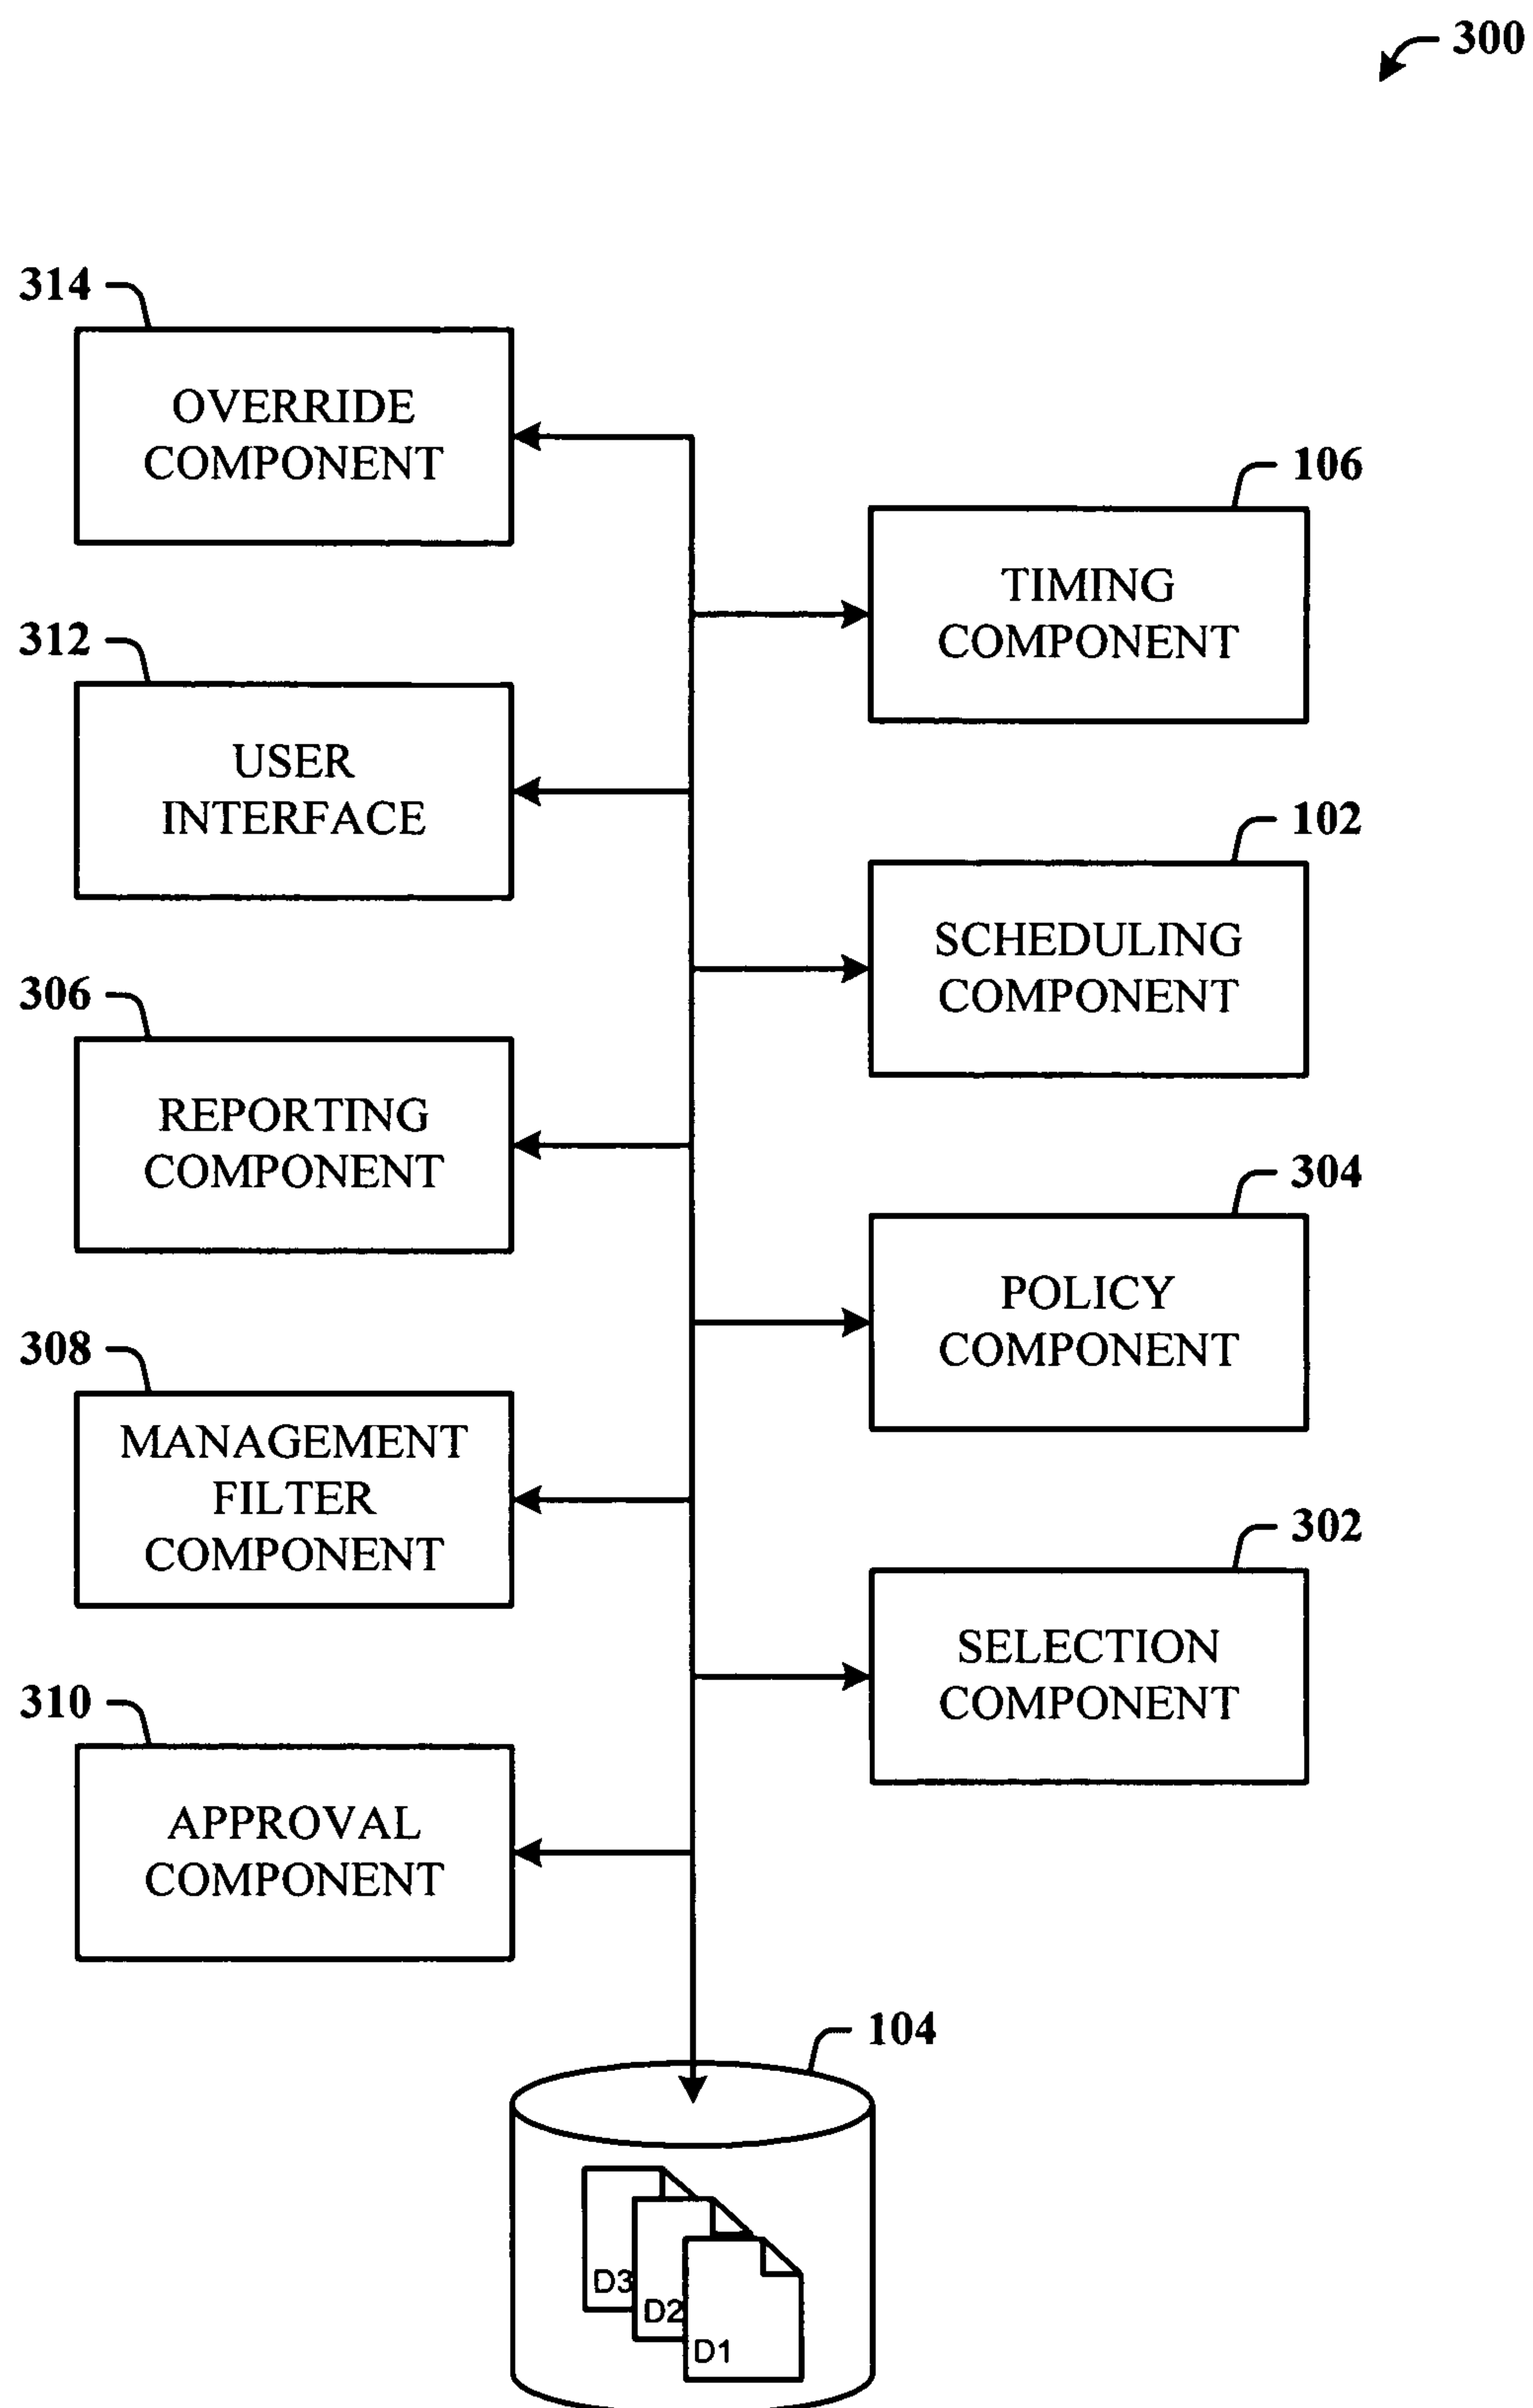 300
314
OVERRIDE
COMPONENT
106
TIMING
COMPONENT
312
USER
INTERFACE
102
SCHEDULING
COMPONENT
306
REPORTING
COMPONENT
304
POLICY
COMPONENT
308
MANAGEMENT
FILTER
COMPONENT
302
SELECTION
COMPONENT
310
APPROVAL
COMPONENT
104
D3
D2
D1